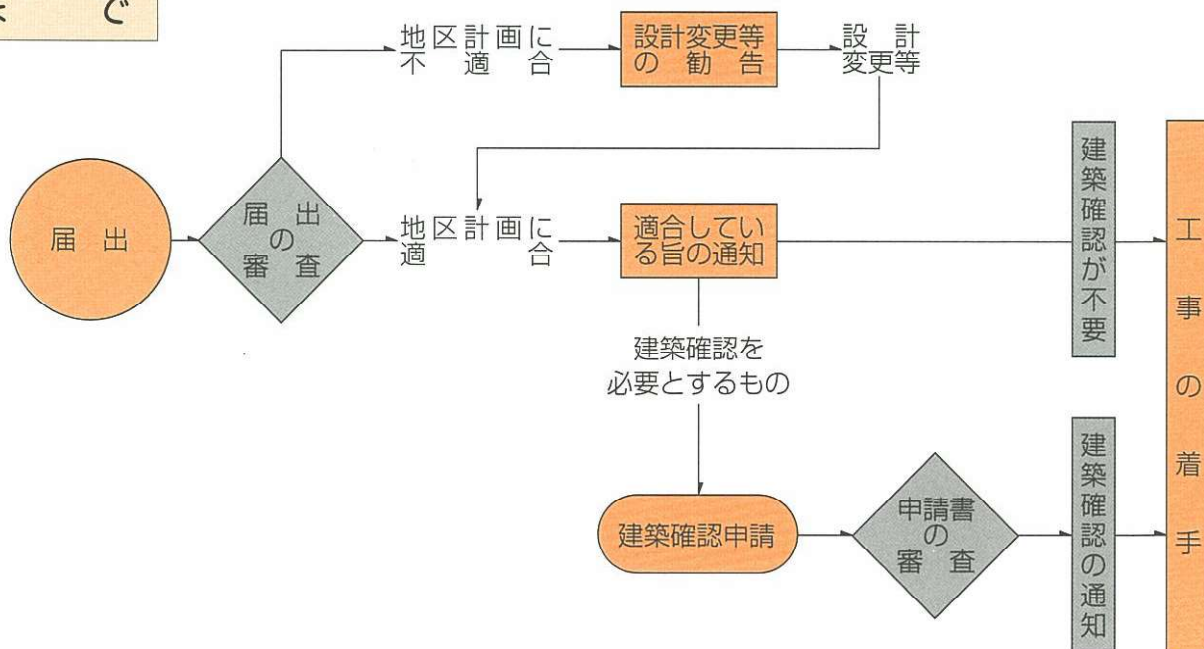 で
地区計画に
不適合
設計変更等
の勧告
設計
変更等
届出
届出
の
審査
地区計画に
適合
適合してい
る旨の通知
建築確認が不要
工事の着手
建築確認を
必要とするもの
建築確認申請
申請書
の
審査
建築確認の通知